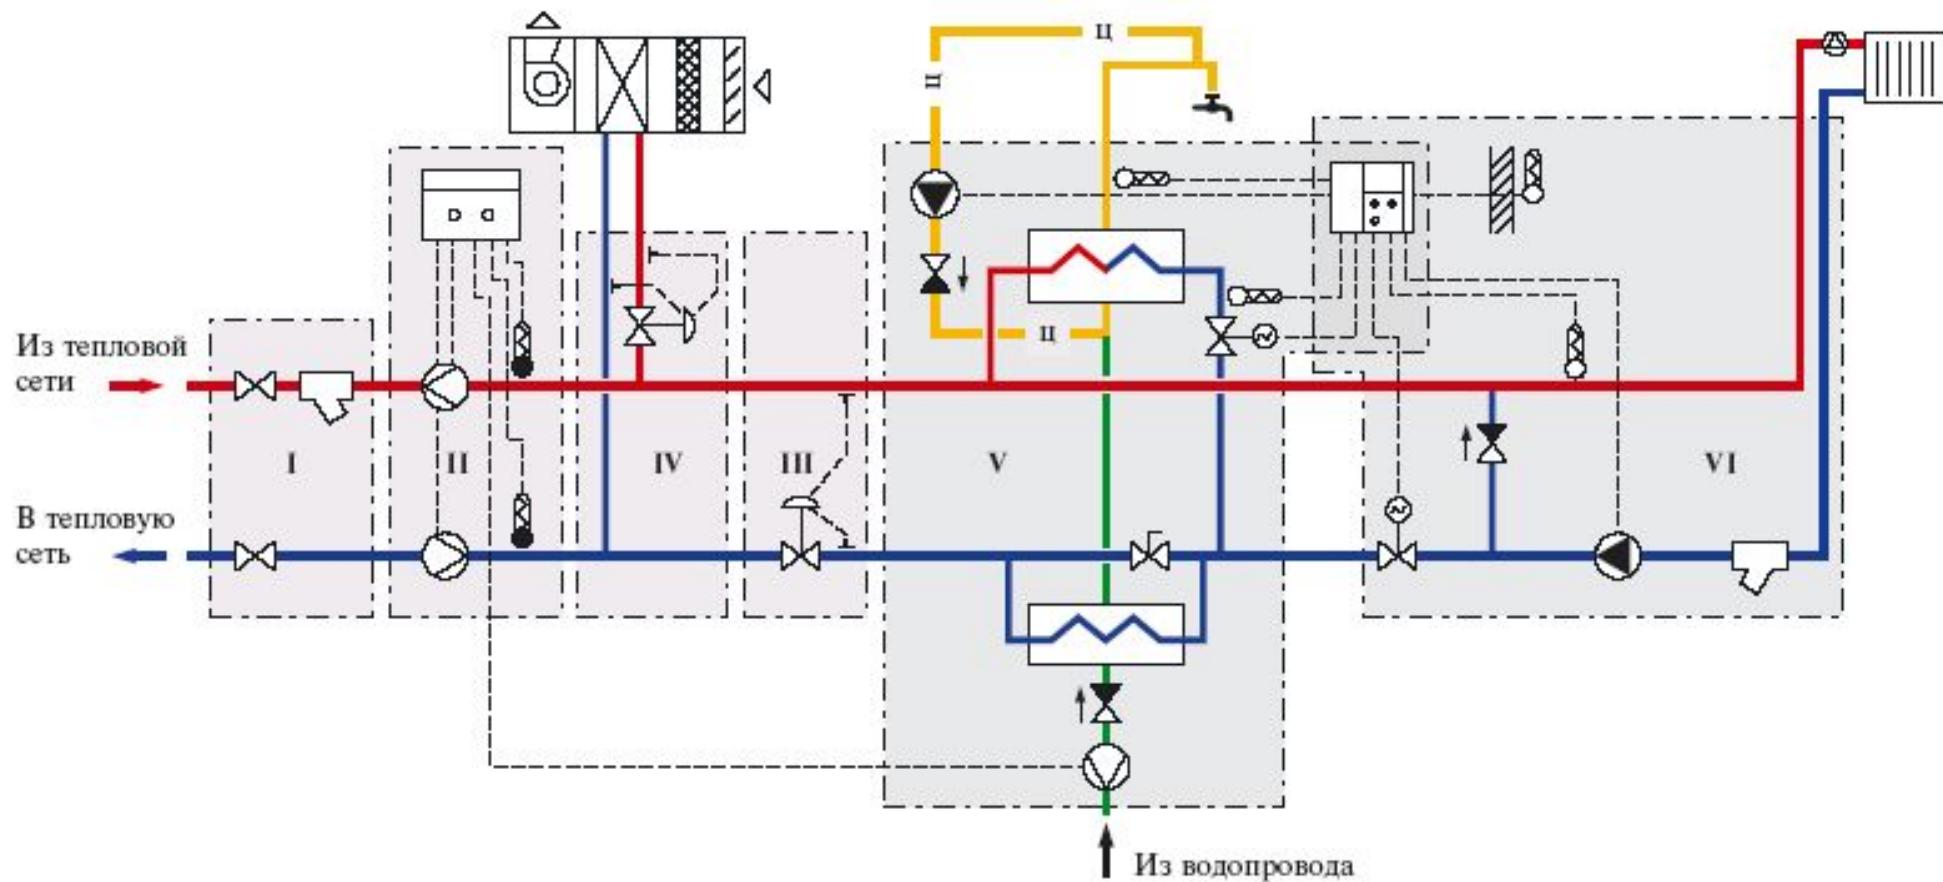 Ц
Ц
Из тепловой
сети
Ц
I
II
IV
III
V
VI
В тепловую
сеть
Из водопровода